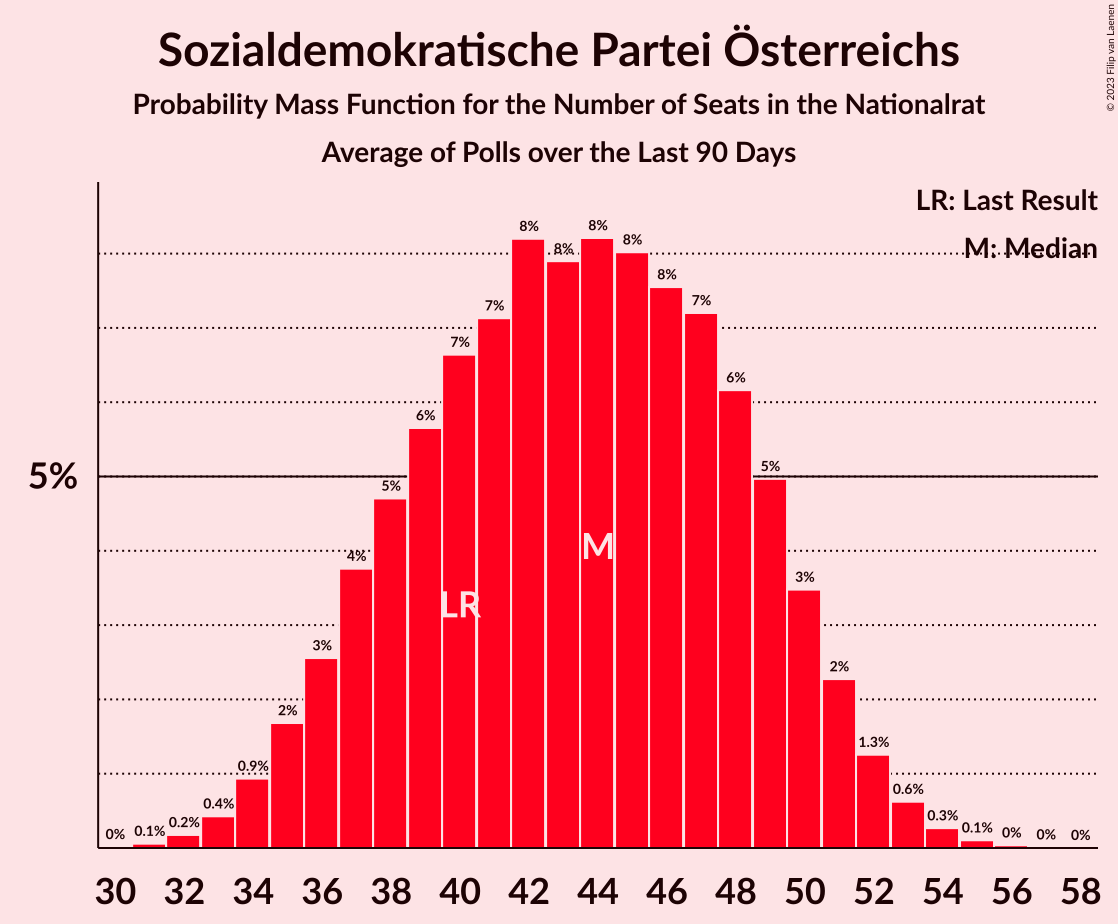 Sozialdemokratische Partei Österreichs
Probability Mass Function for the Number of Seats in the Nationalrat
Average of Polls over the Last 90 Days
© 2023 Filip van Laenen
LR: Last Result
M: Median
5%
0% 0.1% 0.2% 0.4% 0.9% 2% 3% 4% 5% 6% 7% 7% 8% 8% 8% 8% 8% 7% 6% 5% 3% 2% 1.3% 0.6% 0.3% 0.1% 0% 0% 0%
LR
M
30 32 34 36 38 40 42 44 46 48 50 52 54 56 58